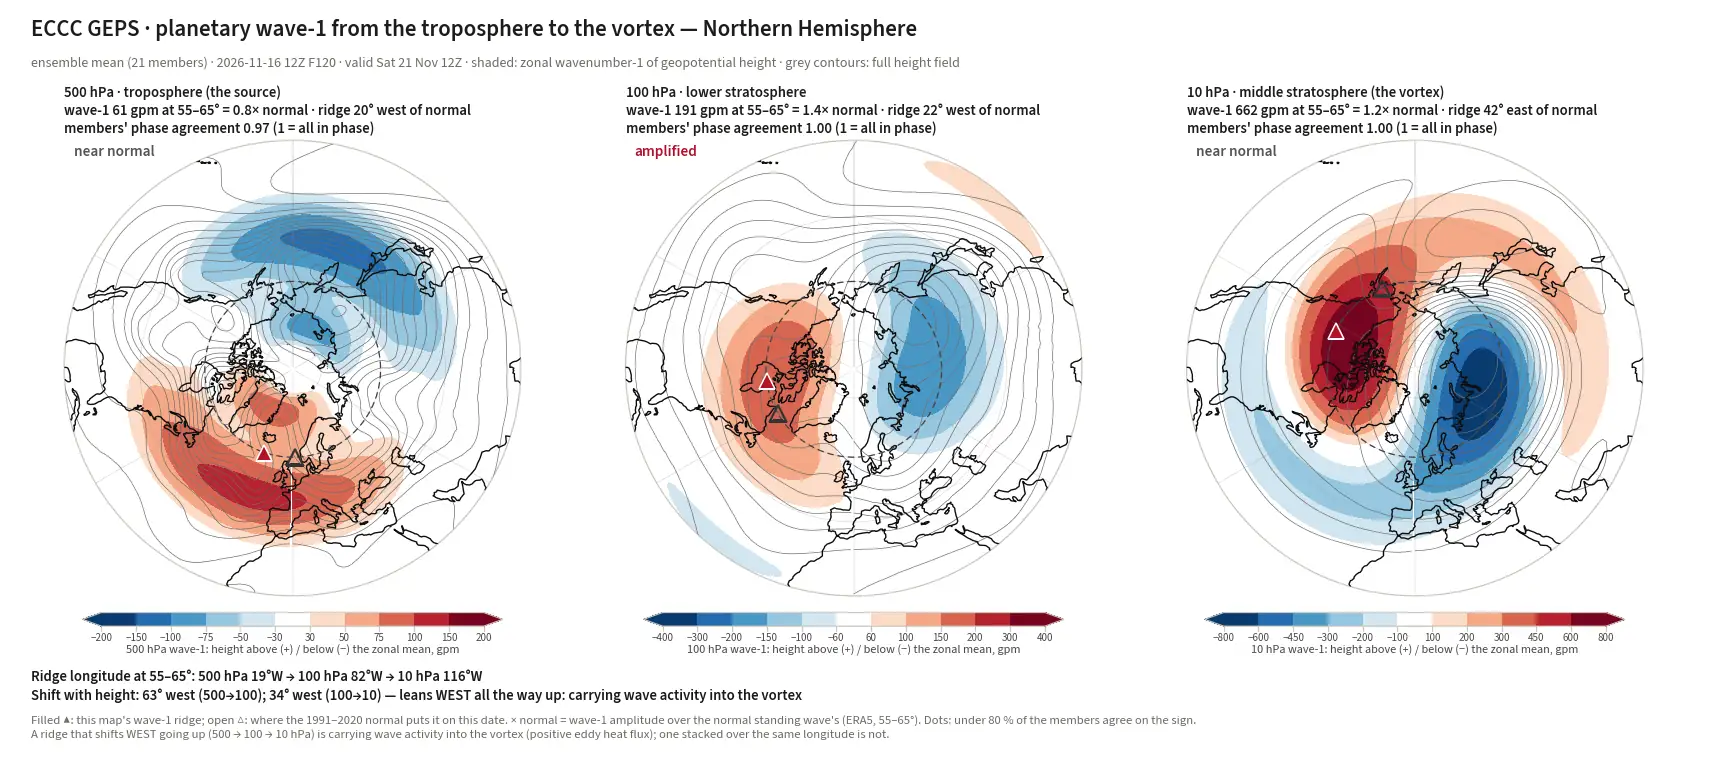 ECCC GEPS · planetary wave-1 from the troposphere to the vortex — Northern Hemisphere
ensemble mean (21 members) · 2026-11-16 12Z F120 · valid Sat 21 Nov 12Z · shaded: zonal wavenumber-1 of geopotential height · grey contours: full height field
500 hPa · troposphere (the source)
wave-1 61 gpm at 55–65° = 0.8× normal · ridge 20° west of normal
members' phase agreement 0.97 (1 = all in phase)
near normal
100 hPa · lower stratosphere
wave-1 191 gpm at 55–65° = 1.4× normal · ridge 22° west of normal
members' phase agreement 1.00 (1 = all in phase)
amplified
10 hPa · middle stratosphere (the vortex)
wave-1 662 gpm at 55–65° = 1.2× normal · ridge 42° east of normal
members' phase agreement 1.00 (1 = all in phase)
near normal
−200 −150 −100 −75 −50 −30 30 50 75 100 150 200
500 hPa wave-1: height above (+) / below (−) the zonal mean, gpm
−400 −300 −200 −150 −100 −60 60 100 150 200 300 400
100 hPa wave-1: height above (+) / below (−) the zonal mean, gpm
−800 −600 −450 −300 −200 −100 100 200 300 450 600 800
10 hPa wave-1: height above (+) / below (−) the zonal mean, gpm
Ridge longitude at 55–65°: 500 hPa 19°W → 100 hPa 82°W → 10 hPa 116°W
Shift with height: 63° west (500→100); 34° west (100→10) — leans WEST all the way up: carrying wave activity into the vortex
Filled ▲: this map's wave-1 ridge; open △: where the 1991–2020 normal puts it on this date. × normal = wave-1 amplitude over the normal standing wave's (ERA5, 55–65°). Dots: under 80 % of the members agree on the sign.
A ridge that shifts WEST going up (500 → 100 → 10 hPa) is carrying wave activity into the vortex (positive eddy heat flux); one stacked over the same longitude is not.